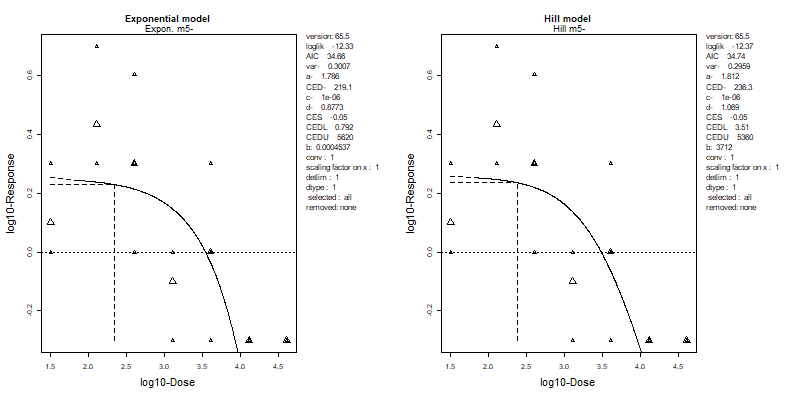 Exponential model
Expon. m5-
version: 65.5
loglik -12.33
AIC 34.66
var- 0.3007
a- 1.786
CED- 219.1
c- 1e-06
d- 0.8773
CES -0.05
CEDL 0.792
CEDU 5620
b: 0.0004537
conv : 1
scaling factor on x : 1
detlim : 1
dtype : 1
selected : all
removed: none
log10-Response
0.6
0.4
0.2
0.0
-0.2
1.5 2.0 2.5 3.0 3.5 4.0 4.5
log10-Dose
Hill model
Hill m5-
version: 65.5
loglik -12.37
AIC 34.74
var- 0.2959
a- 1.812
CED- 236.3
c- 1e-06
d- 1.069
CES -0.05
CEDL 3.51
CEDU 5360
b: 3712
conv : 1
scaling factor on x : 1
detlim : 1
dtype : 1
selected : all
removed: none
log10-Response
0.6
0.4
0.2
0.0
-0.2
1.5 2.0 2.5 3.0 3.5 4.0 4.5
log10-Dose